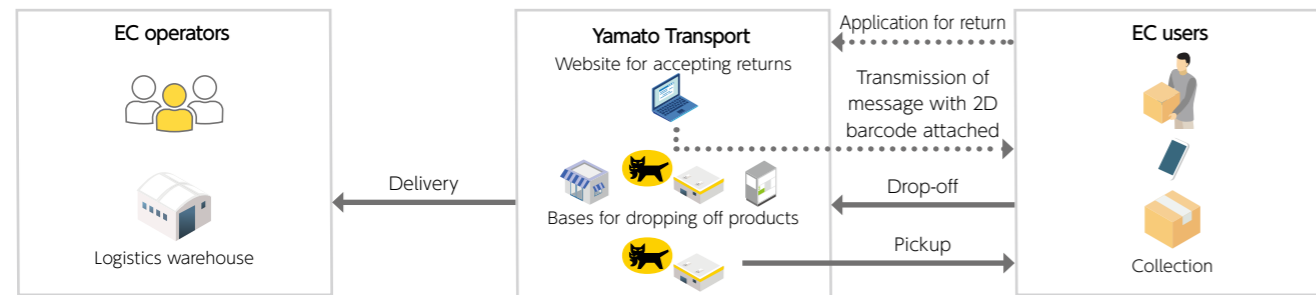 EC operators
Logistics warehouse
Delivery
Yamato Transport
Website for accepting returns
Bases for dropping off products
Application for return
Transmission of
message with 2D
barcode attached
Drop-off
Pickup
EC users
Collection